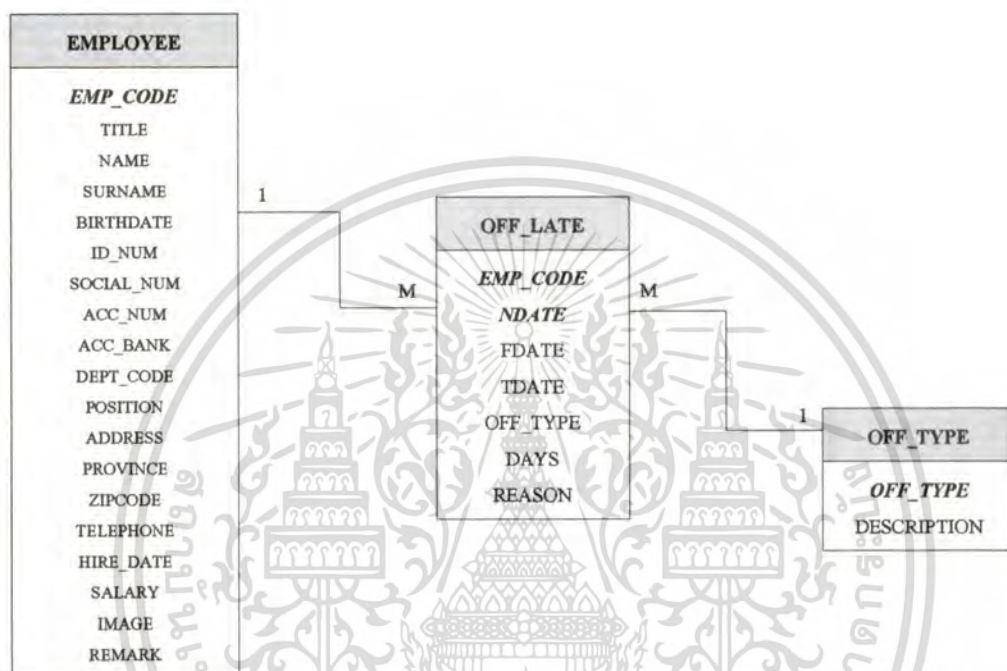 EMPLOYEE
EMP_CODE
TITLE
NAME
SURNAME
BIRTHDATE
ID_NUM
SOCIAL_NUM
ACC_NUM
ACC_BANK
DEPT_CODE
POSITION
ADDRESS
PROVINCE
ZIPCODE
TELEPHONE
HIRE_DATE
SALARY
IMAGE
REMARK
1
M
OFF_LATE
EMP_CODE
NDATE
FDATE
TDATE
OFF_TYPE
DAYS
REASON
M
1
OFF_TYPE
OFF_TYPE
DESCRIPTION